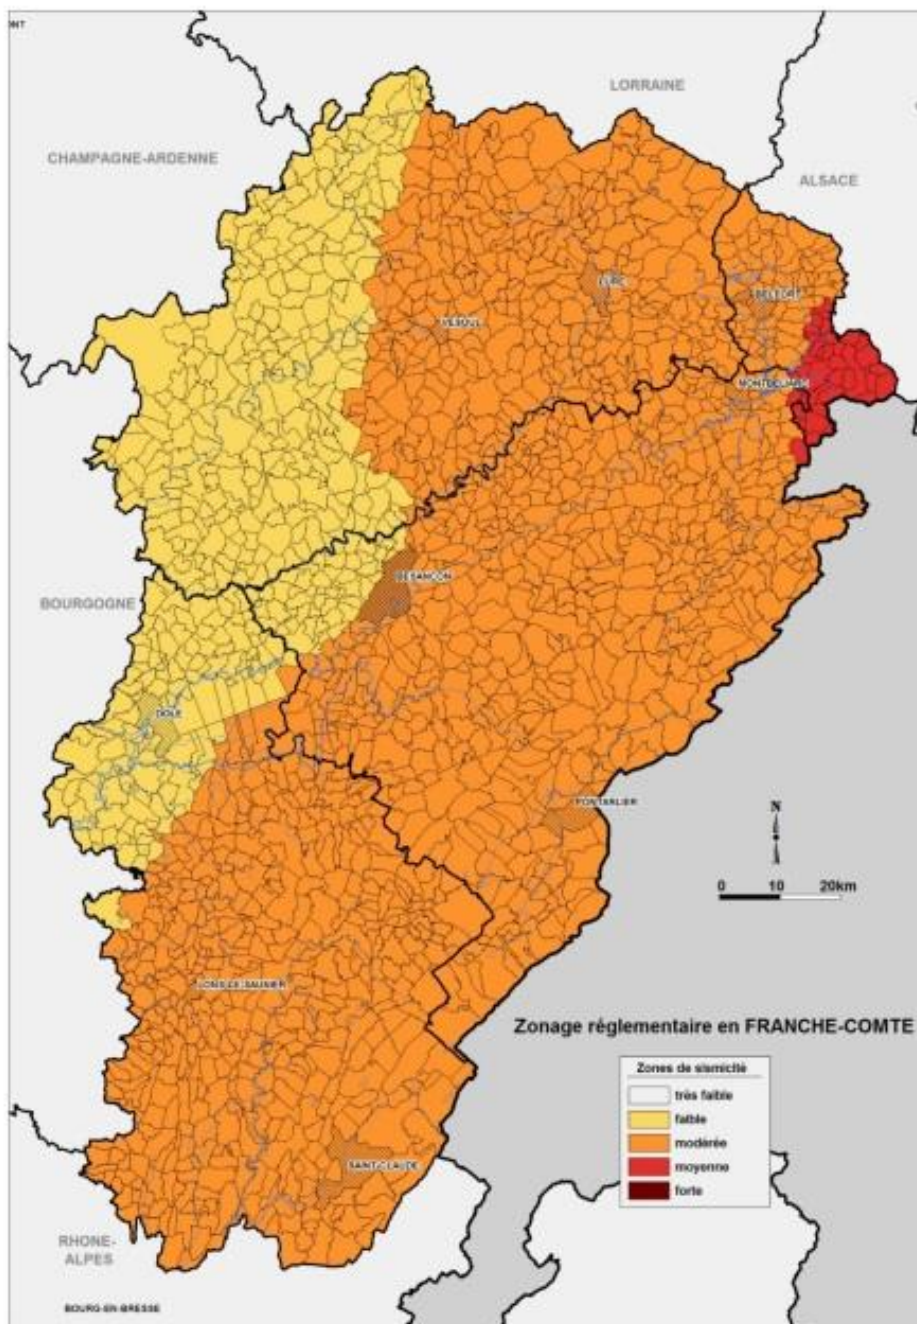 ONT
LORRAINE
CHAMPAGNE-ARDENNE
ALSACE
LURE
BELFORT
VESOUL
MONTBELIARD
BESANCON
BOURGOGNE
DOLE
PONTARLIER
N
0 10 20km
LONS-DE-SAUNIER
Zonage réglementaire en FRANCHE-COMTE
Zones de sismicité
très faible
faible
modérée
moyenne
forte
SAINT-CLAUDE
RHONE-
ALPES
BOURG-EN-BRESSE